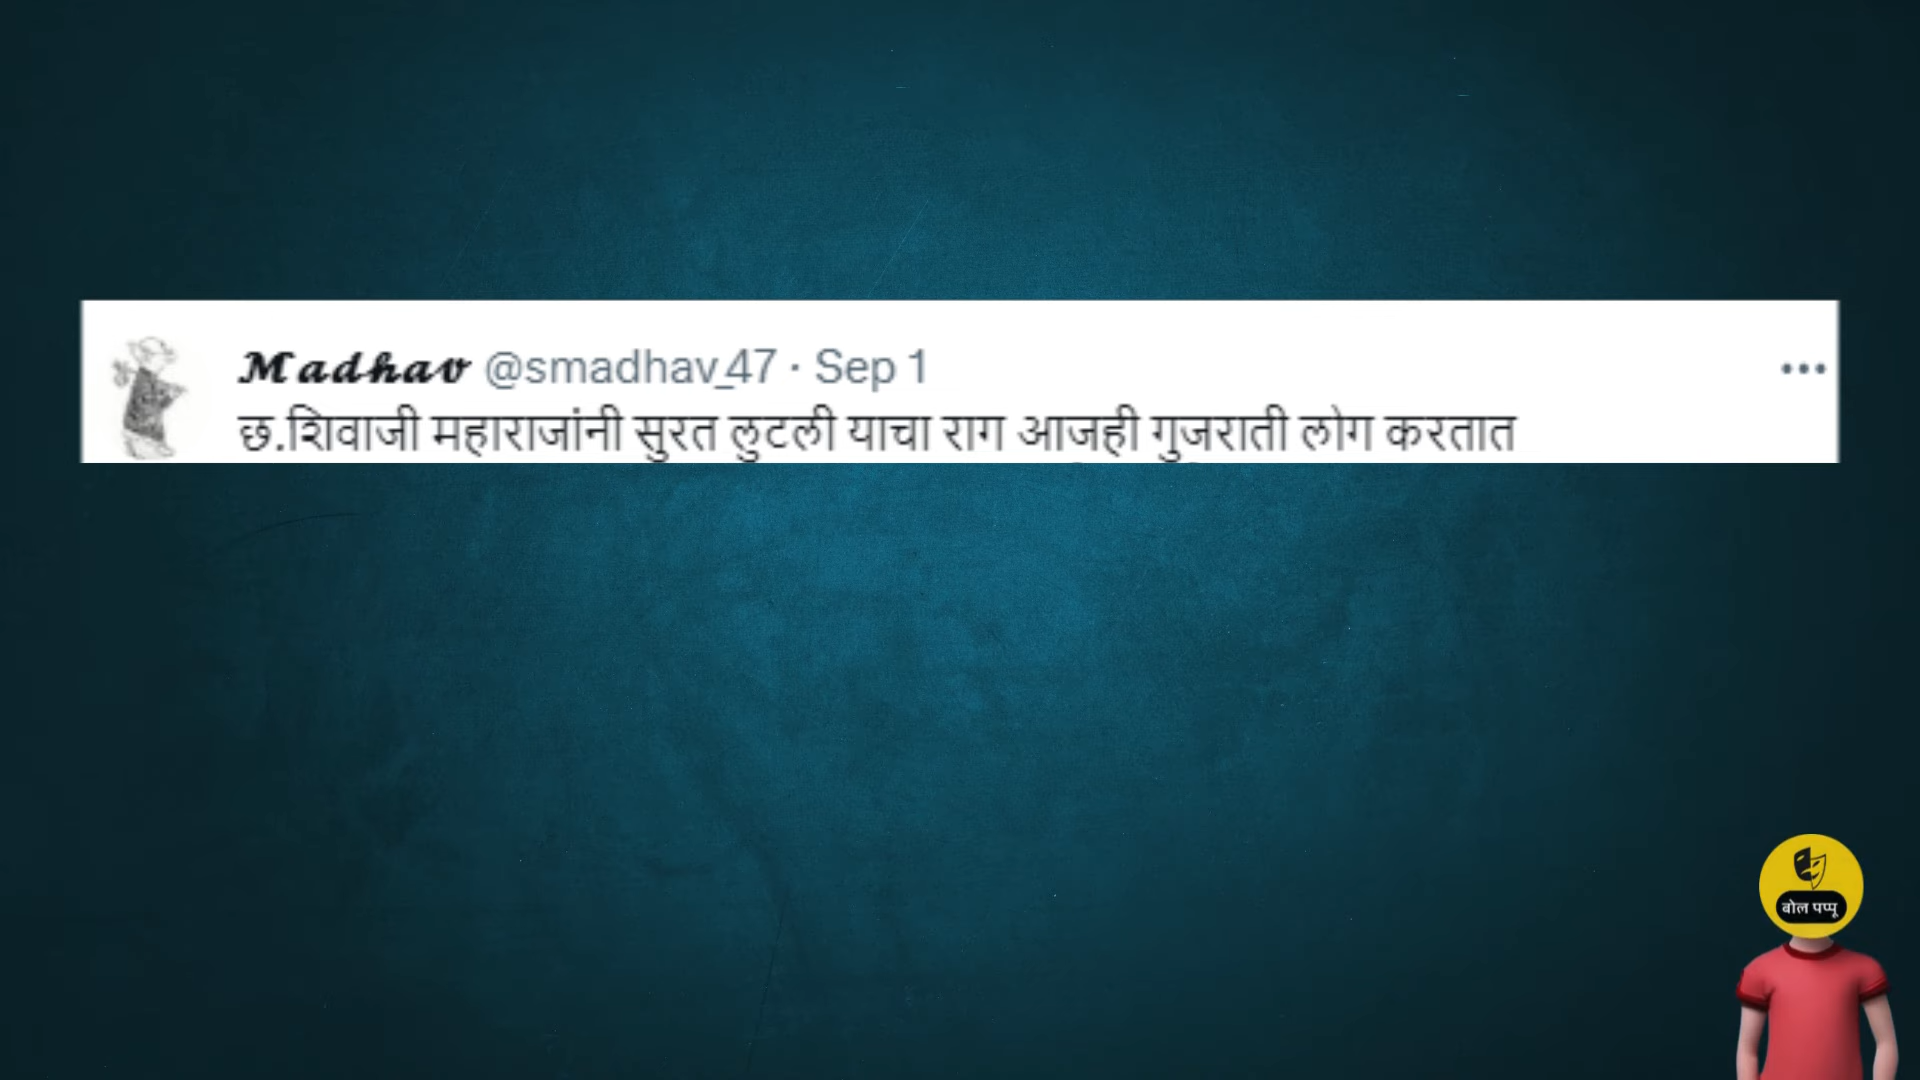 Madhav @smadhav_47 · Sep 1
छ.शिवाजी महाराजांनी सुरत लुटली याचा राग आजही गुजराती लोग करतात
बोल पप्पू